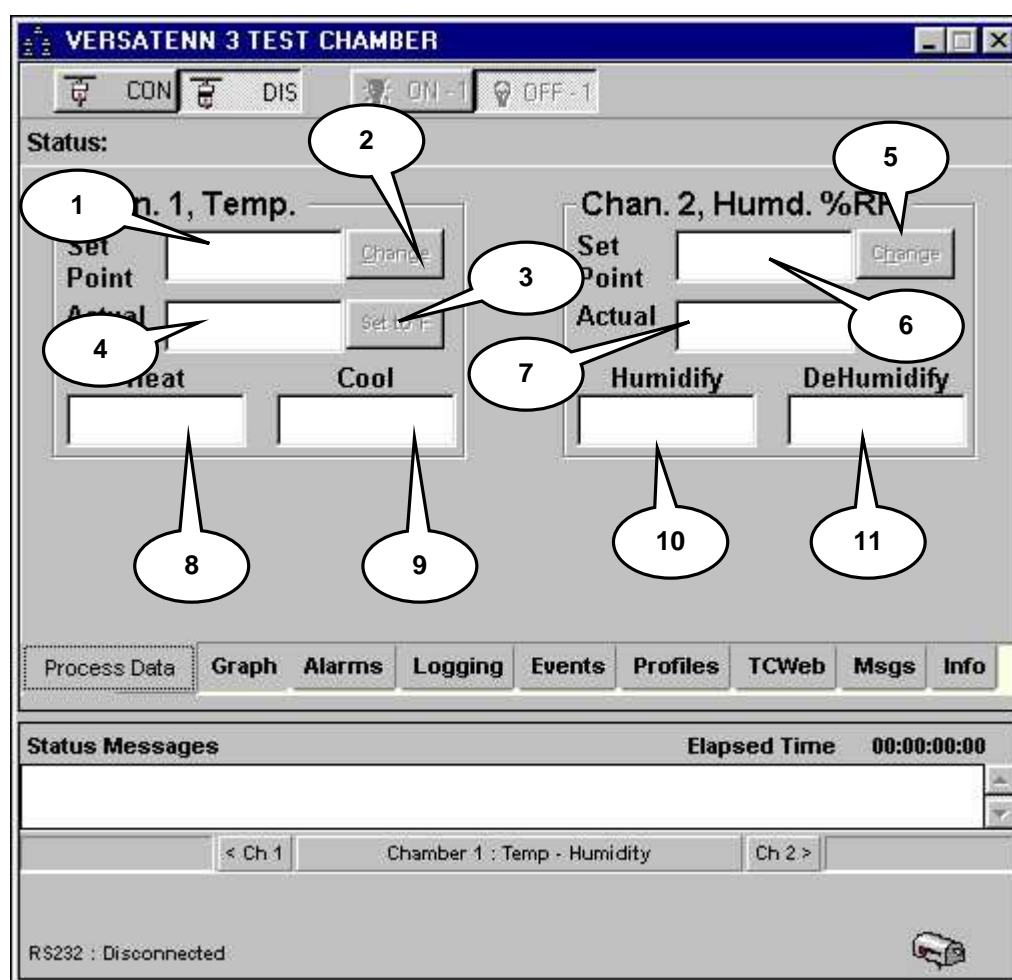 VERSATENN 3 TEST CHAMBER
CON DIS ON - 1 OFF - 1
Status:
2
5
1
n. 1, Temp.
Chan. 2, Humd. %RH
Set Point
Change
Set Point
Change
3
Actual
Set to F
Actual
4
7
6
Heat Cool
Humidify DeHumidify
8 9 10 11
Process Data Graph Alarms Logging Events Profiles TCWeb Msgs Info
Status Messages Elapsed Time 00:00:00:00
< Ch 1 Chamber 1 : Temp - Humidity Ch 2 >
RS232 : Disconnected